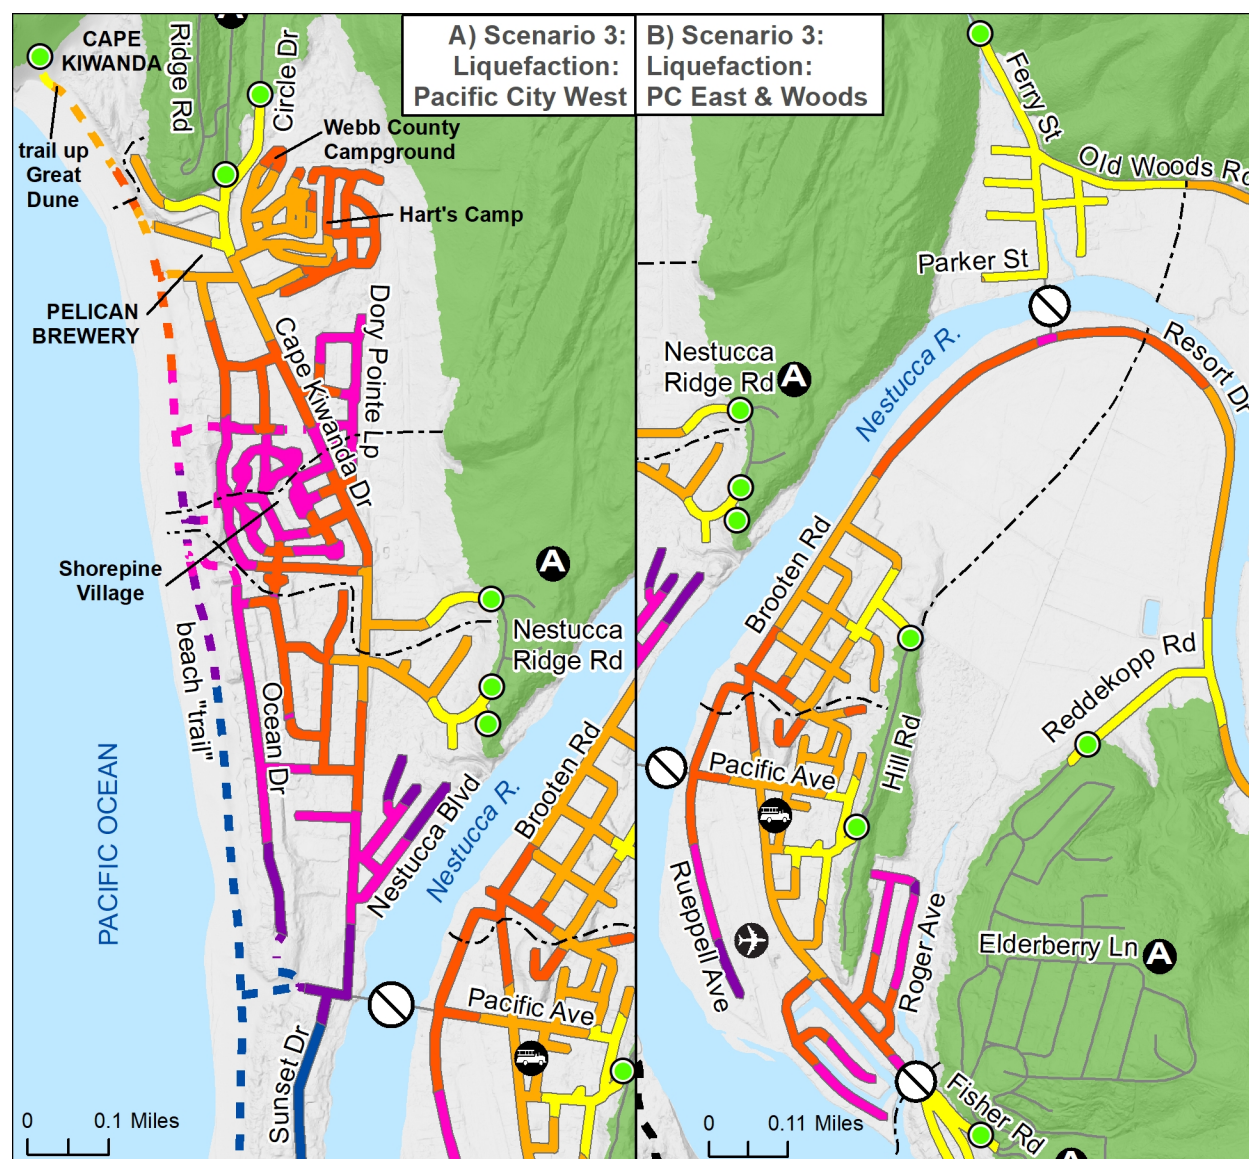 A) Scenario 3:
Liquefaction:
Pacific City West
B) Scenario 3:
Liquefaction:
PC East & Woods
A
CAPE
KIWANDA
Ridge Rd
Circle Dr
trail up
Great
Dune
Webb County
Campground
Hart's Camp
PELICAN
BREWERY
Dory Pointe Lp
Cape Kiwanda Dr
Shorepine
Village
A
Nestucca
Ridge Rd
beach "trail"
Ocean Dr
PACIFIC OCEAN
Nestucca Blvd
Nestucca R.
Brooten Rd
Pacific Ave
Sunset Dr
0 0.1 Miles
Ferry St
Old Woods Rd
Parker St
Nestucca
Ridge Rd
A
Nestucca R.
Resort Dr
Brooten Rd
Reddekopp Rd
Hill Rd
Pacific Ave
Rueppell Ave
Roger Ave
Elderberry Ln
A
Fisher Rd
A
0 0.11 Miles